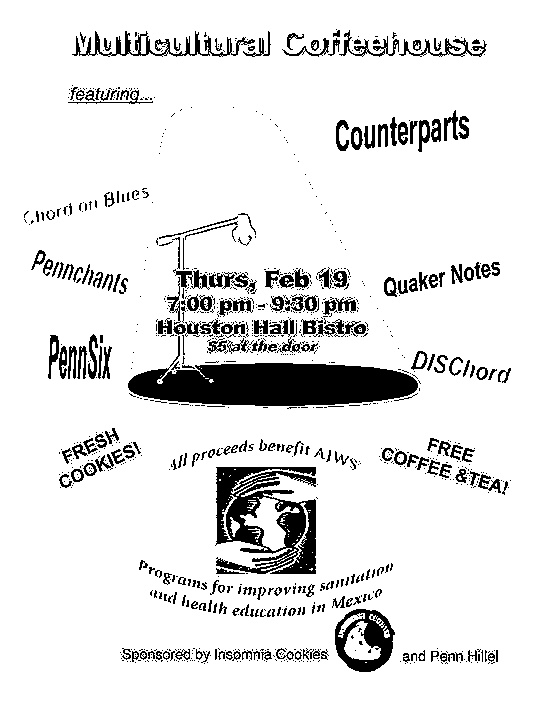 Multicultural Coffeehouse
featuring...
Counterparts
Chord on Blues
Pennchants
Thurs, Feb 19
7:00 pm - 9:30 pm
Houston Hall Bistro
$5 at the door
Quaker Notes
PennSix
DISChord
FRESH
COOKIES!
All proceeds benefit AJWS
FREE
COFFEE &TEA!
Programs for improving sanitation
and health education in Mexico
INSOMNIA COOKIES
Sponsored by Insomnia Cookies and Penn Hillel